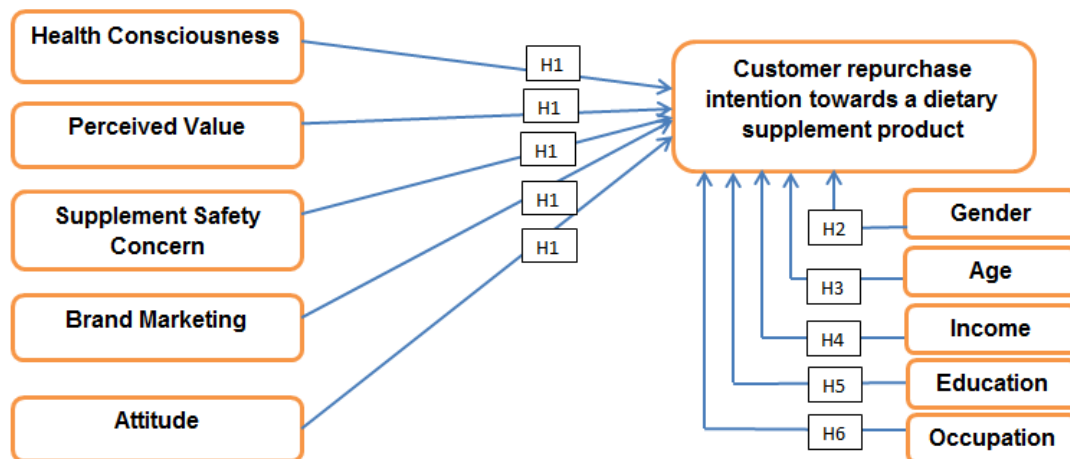 Health Consciousness
Perceived Value
Supplement Safety
Concern
Brand Marketing
Attitude
H1
H1
H1
H1
H1
Customer repurchase
intention towards a dietary
supplement product
H2
H3
H4
H5
H6
Gender
Age
Income
Education
Occupation